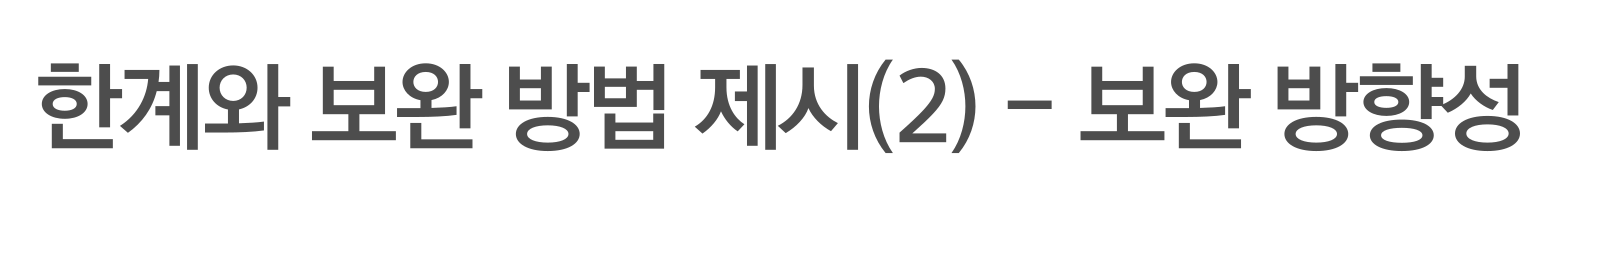 한계와 보완 방법 제시(2) - 보완 방향성